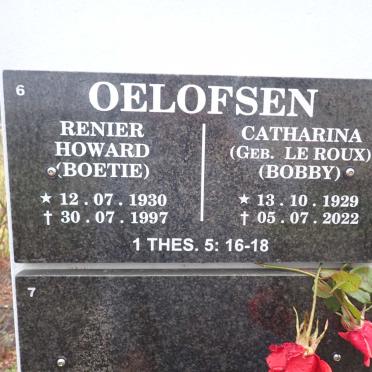 6
OELOFSEN
RENIER
HOWARD
(BOETIE)
★ 12.07.1930
† 30.07.1997
CATHARINA
(GEB. LE ROUX)
(BOBBY)
★ 13.10.1929
† 05.07.2022
1 THES. 5: 16-18
7